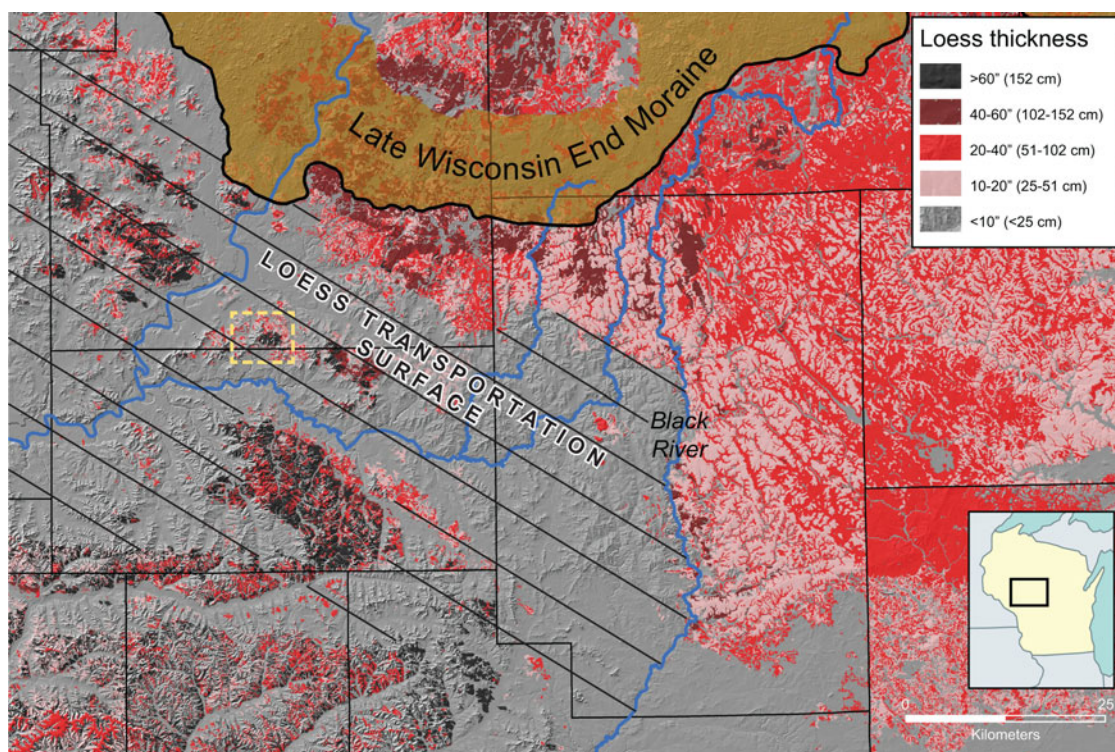 Loess thickness
>60” (152 cm)
40-60” (102-152 cm)
20-40” (51-102 cm)
10-20” (25-51 cm)
<10” (<25 cm)
Late Wisconsin End Moraine
LOESS TRANSPORTATION
SURFACE
Black
River
0 25
Kilometers